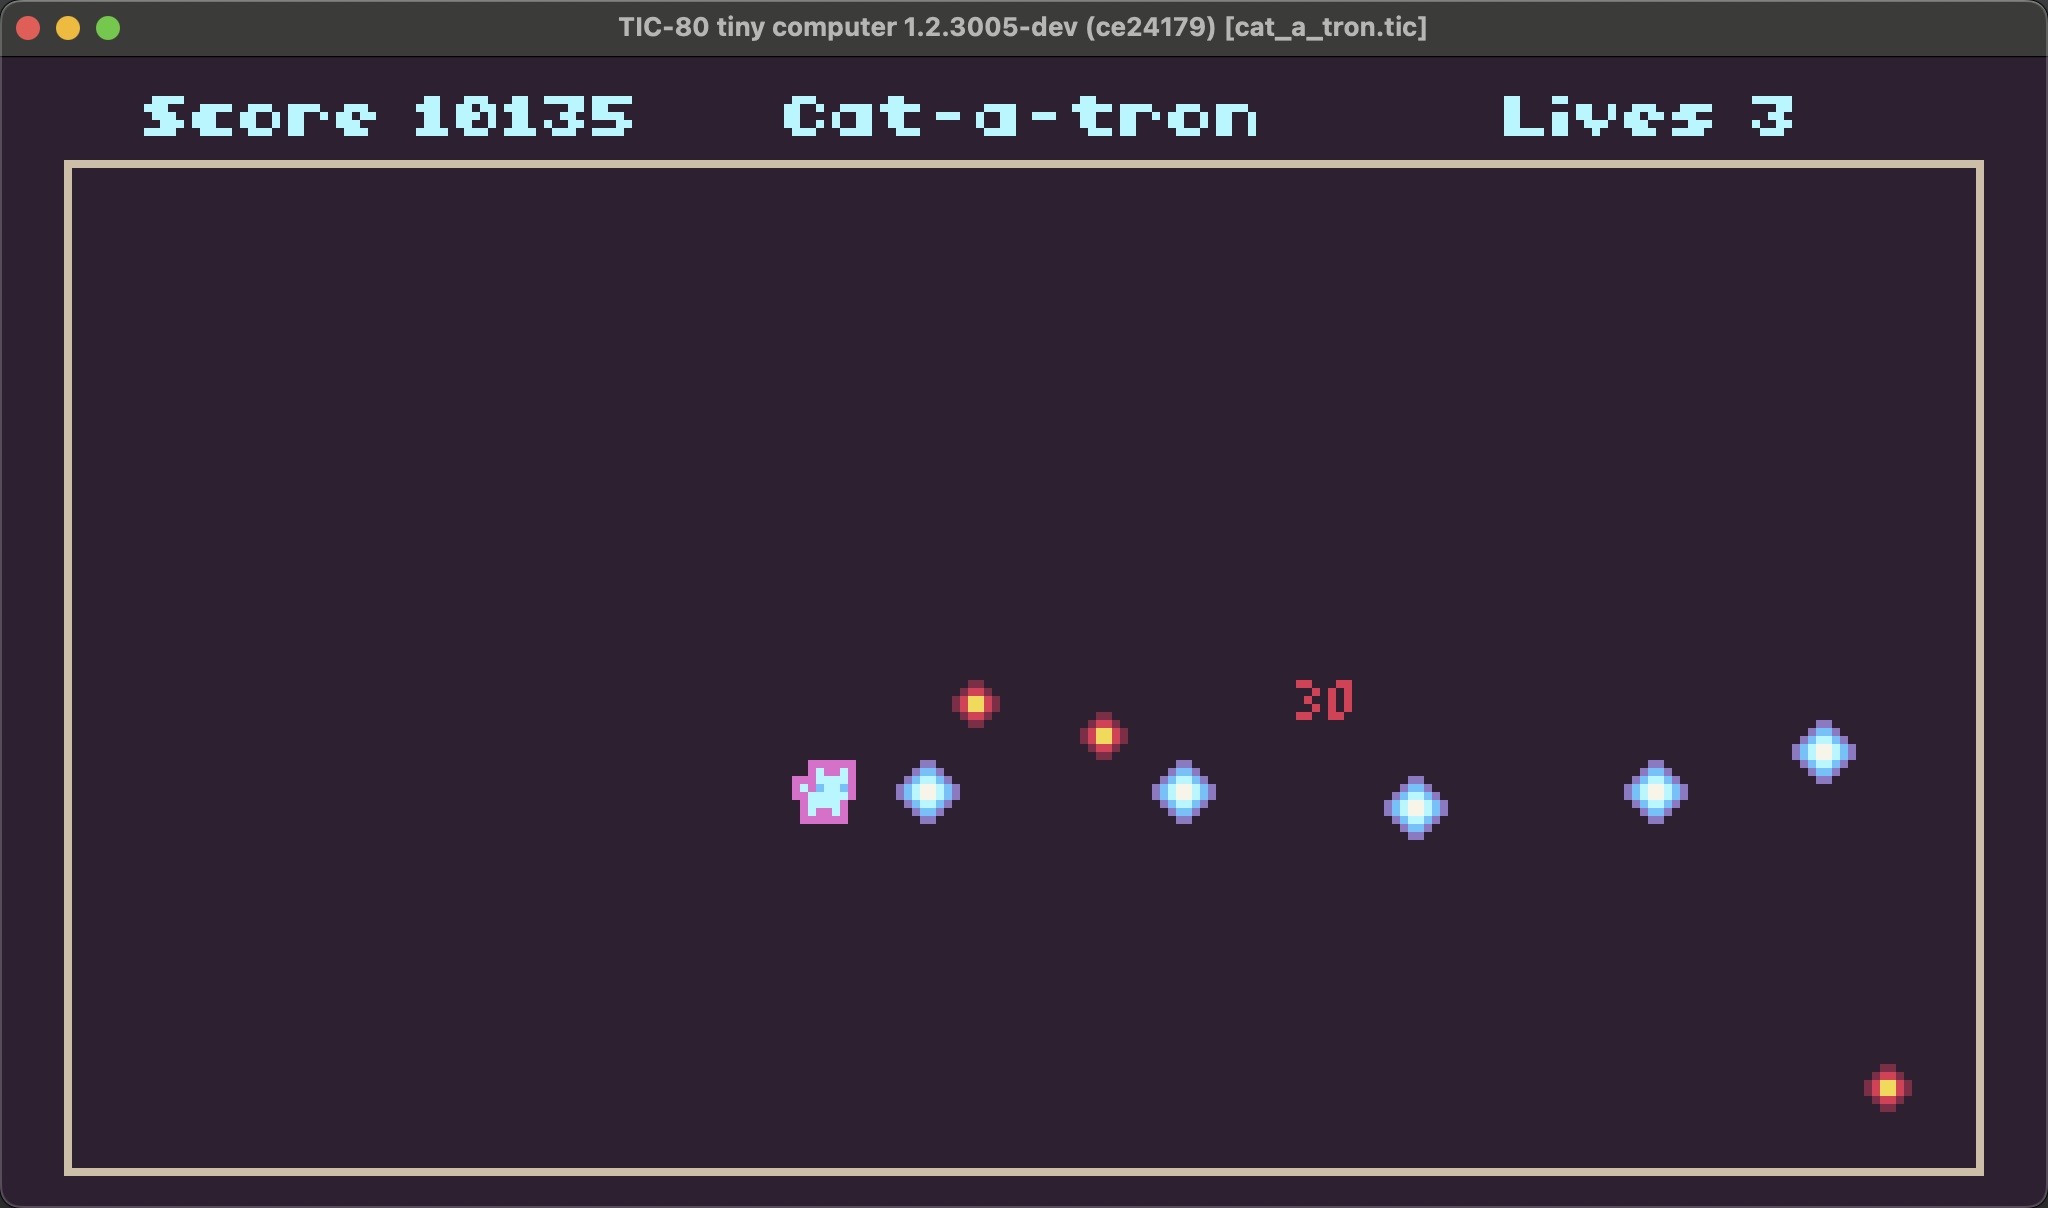 TIC-80 tiny computer 1.2.3005-dev (ce24179) [cat_a_tron.tic]
Score 10135 Cat-a-tron Lives 3
30